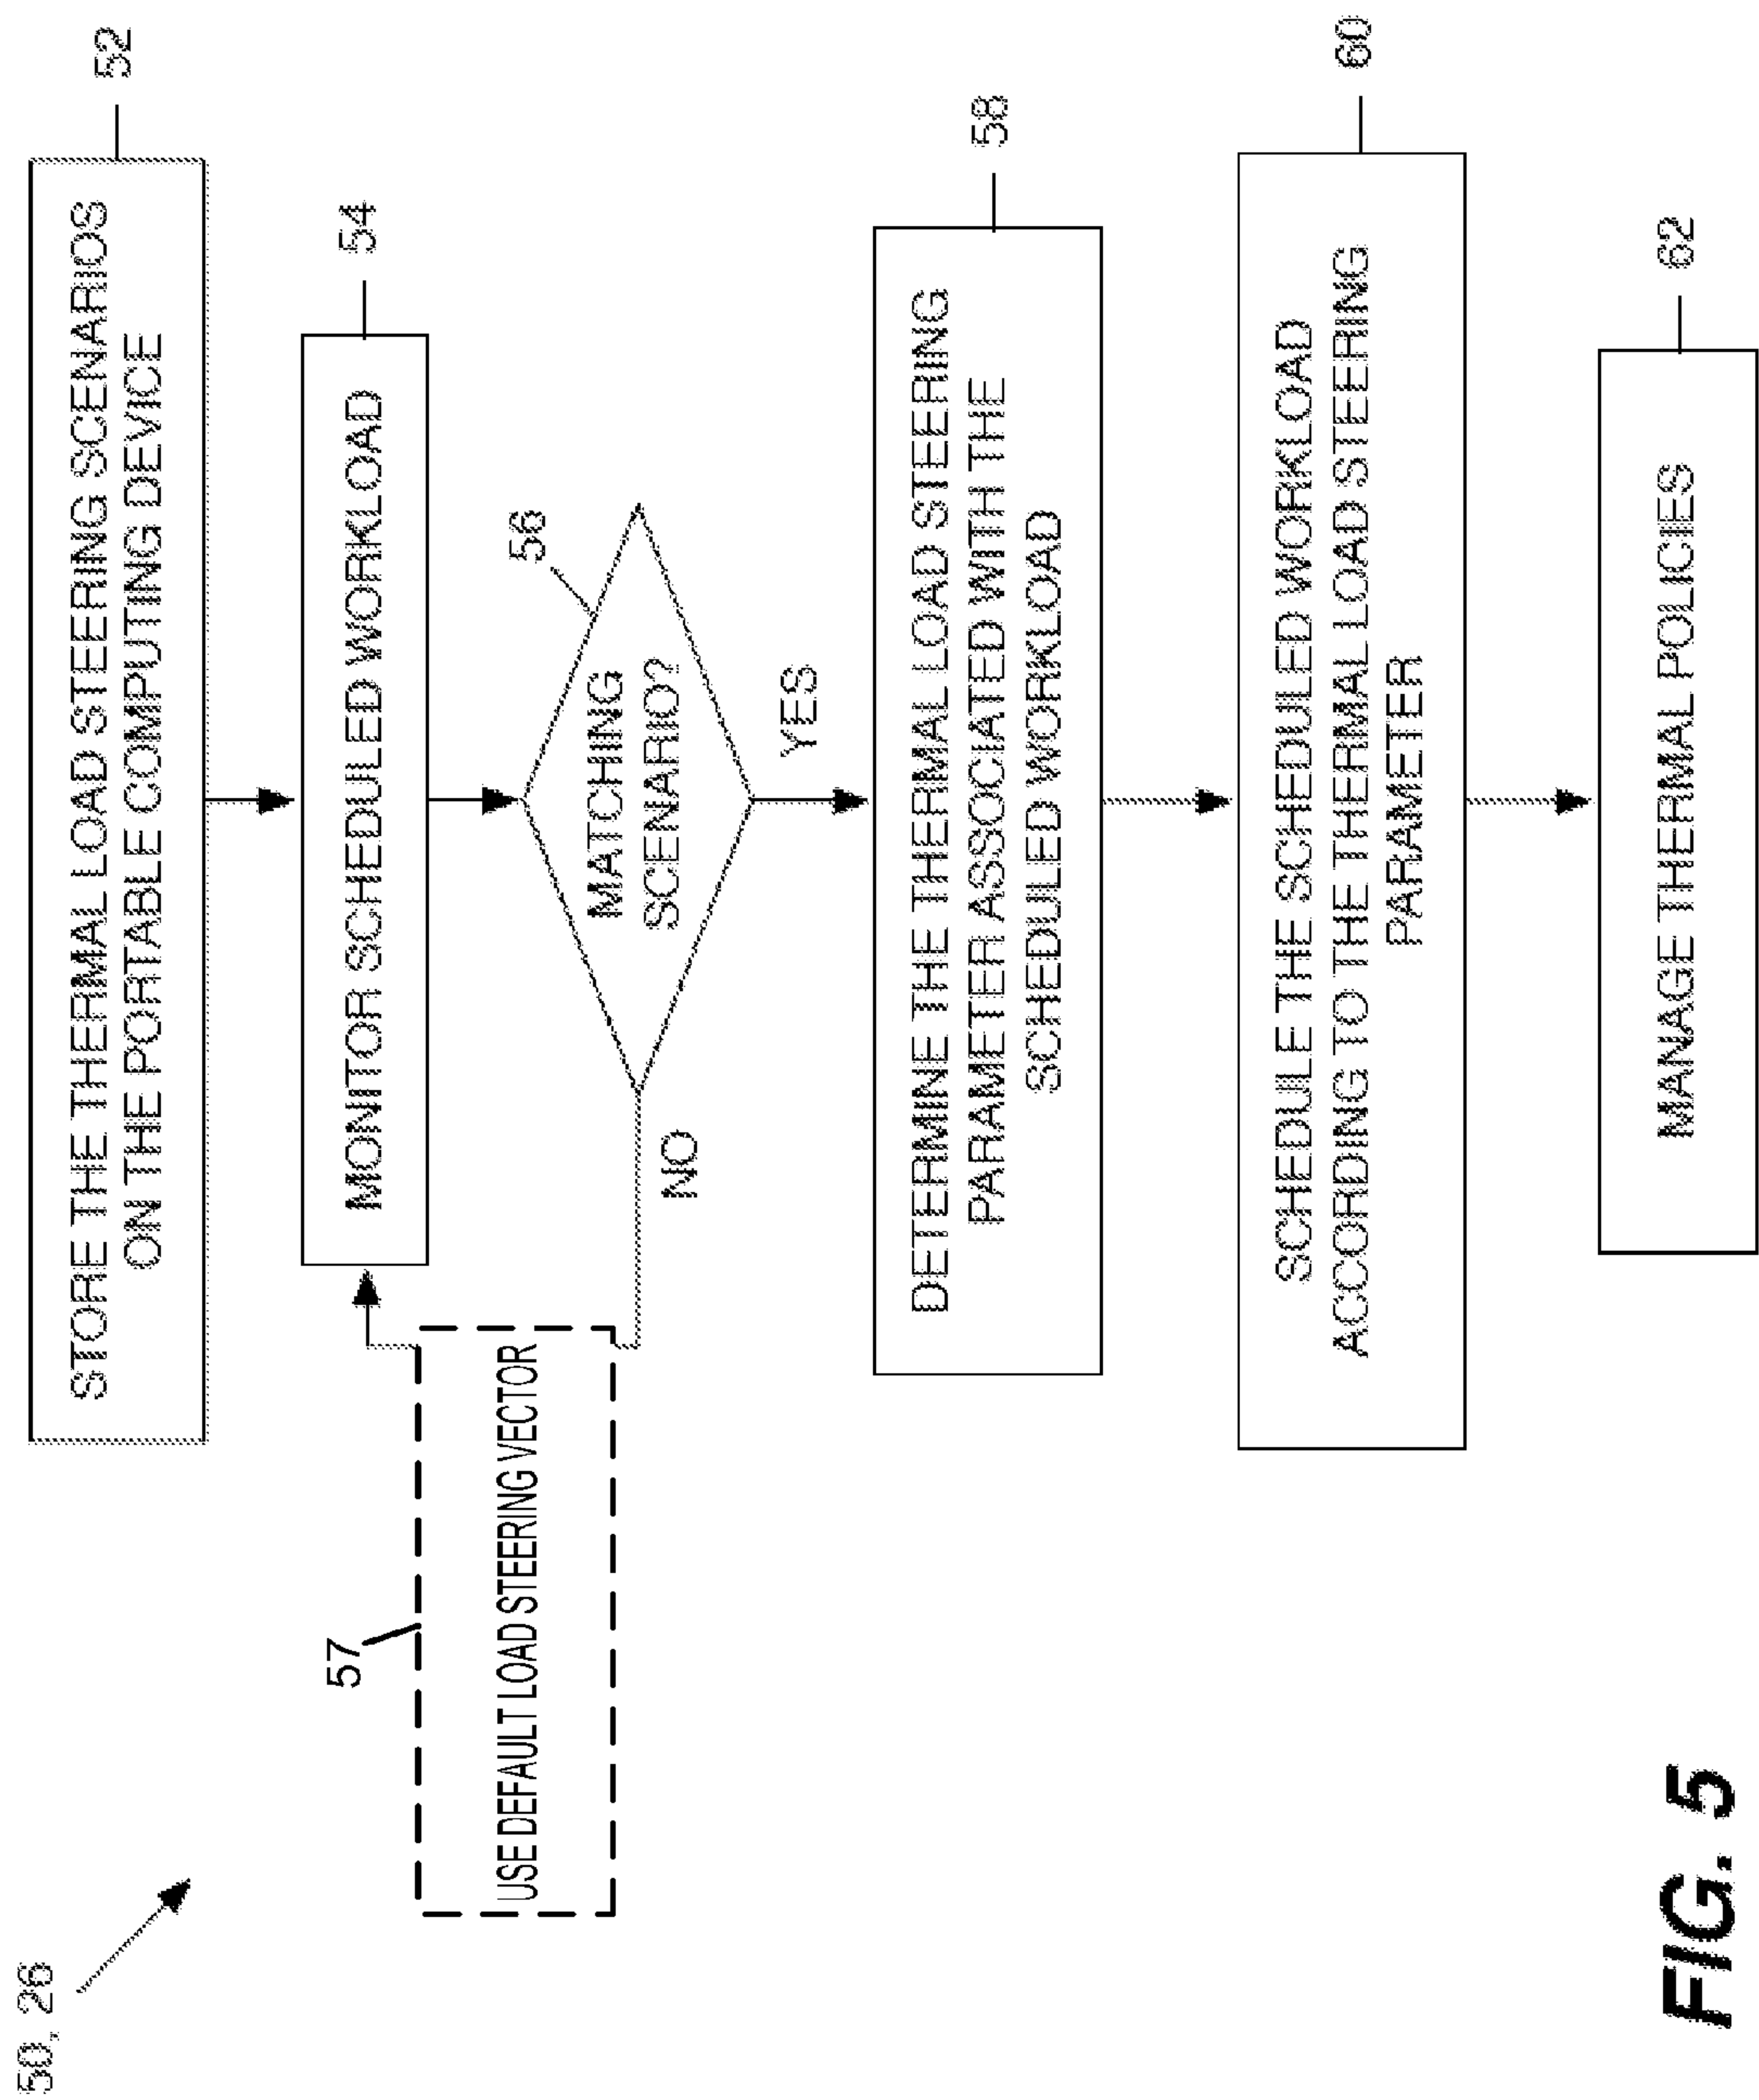 50, 26
STORE THE THERMAL LOAD STEERING SCENARIOS
ON THE PORTABLE COMPUTING DEVICE
52
MONITOR SCHEDULED WORKLOAD
54
MATCHING
SCENARIO?
56
NO
YES
57
USE DEFAULT LOAD STEERING VECTOR
DETERMINE THE THERMAL LOAD STEERING
PARAMETER ASSOCIATED WITH THE
SCHEDULED WORKLOAD
58
SCHEDULE THE SCHEDULED WORKLOAD
ACCORDING TO THE THERMAL LOAD STEERING
PARAMETER
60
MANAGE THERMAL POLICIES
62
FIG. 5